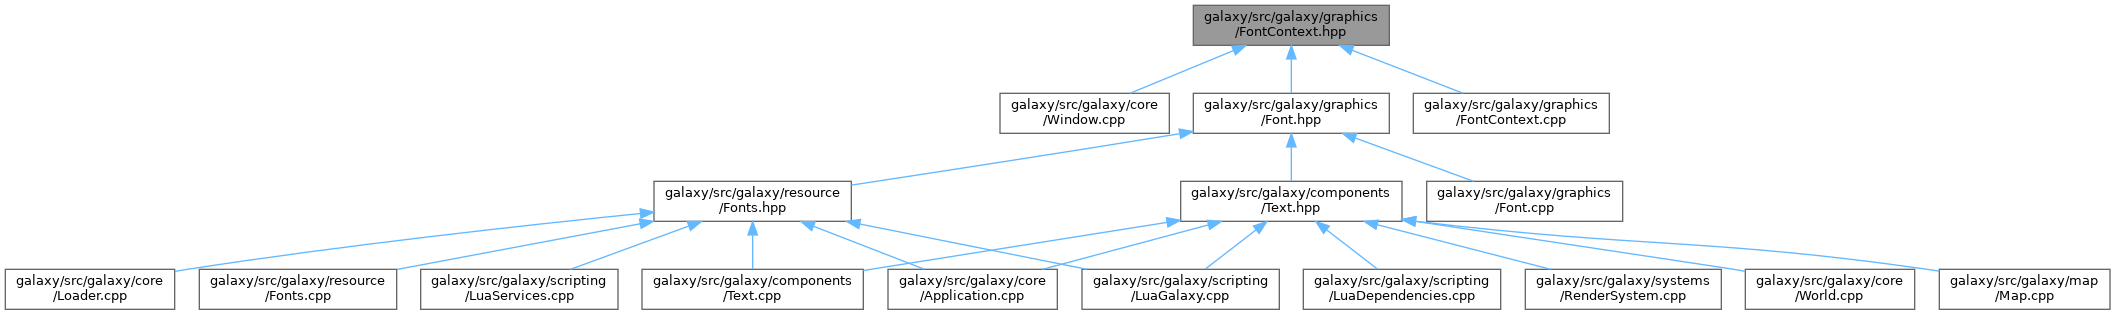 galaxy/src/galaxy/graphics
/FontContext.hpp
galaxy/src/galaxy/core
/Window.cpp
galaxy/src/galaxy/graphics
/Font.hpp
galaxy/src/galaxy/graphics
/FontContext.cpp
galaxy/src/galaxy/resource
/Fonts.hpp
galaxy/src/galaxy/components
/Text.hpp
galaxy/src/galaxy/graphics
/Font.cpp
galaxy/src/galaxy/core
/Loader.cpp
galaxy/src/galaxy/resource
/Fonts.cpp
galaxy/src/galaxy/scripting
/LuaServices.cpp
galaxy/src/galaxy/components
/Text.cpp
galaxy/src/galaxy/core
/Application.cpp
galaxy/src/galaxy/scripting
/LuaGalaxy.cpp
galaxy/src/galaxy/scripting
/LuaDependencies.cpp
galaxy/src/galaxy/systems
/RenderSystem.cpp
galaxy/src/galaxy/core
/World.cpp
galaxy/src/galaxy/map
/Map.cpp